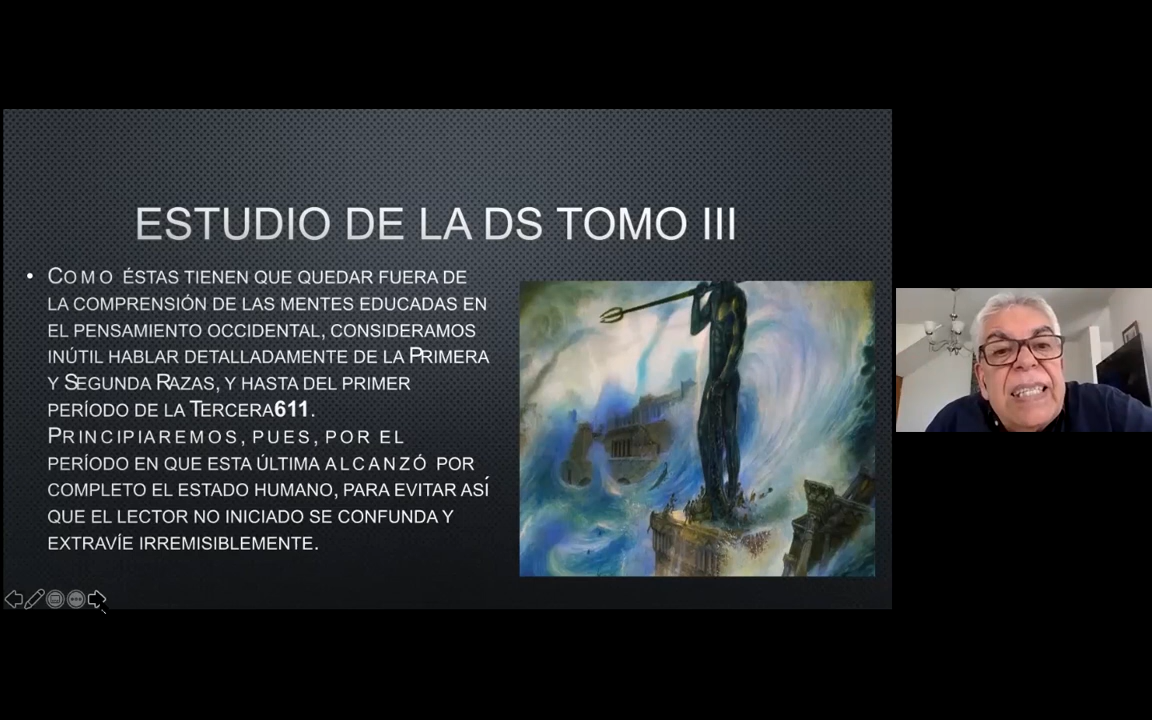 ESTUDIO DE LA DS TOMO III
• COMO ÉSTAS TIENEN QUE QUEDAR FUERA DE
LA COMPRENSIÓN DE LAS MENTES EDUCADAS EN
EL PENSAMIENTO OCCIDENTAL, CONSIDERAMOS
INÚTIL HABLAR DETALLADAMENTE DE LA PRIMERA
Y SEGUNDA RAZAS, Y HASTA DEL PRIMER
PERÍODO DE LA TERCERA611.
PRINCIPIAREMOS, PUES, POR EL
PERÍODO EN QUE ESTA ÚLTIMA ALCANZÓ POR
COMPLETO EL ESTADO HUMANO, PARA EVITAR ASÍ
QUE EL LECTOR NO INICIADO SE CONFUNDA Y
EXTRAVÍE IRREMISIBLEMENTE.